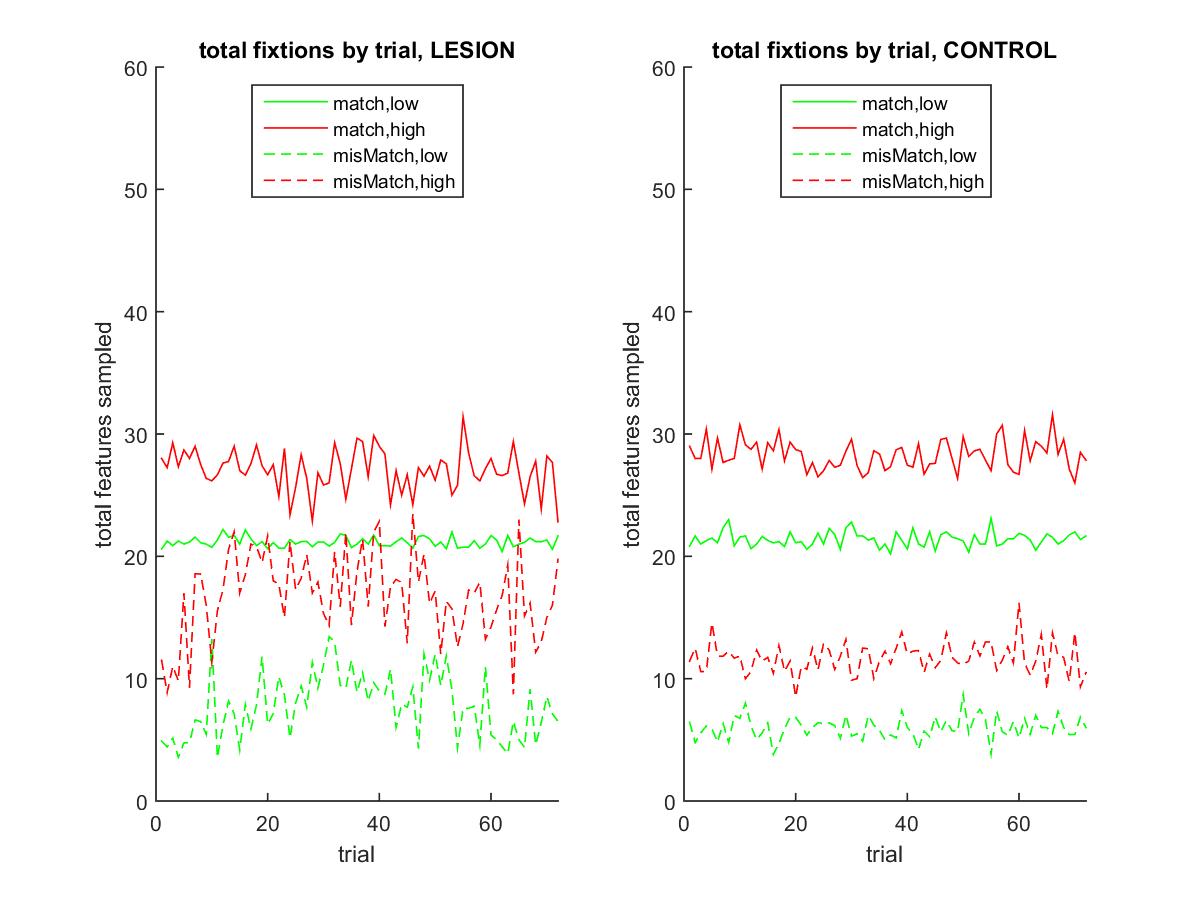 total fixtions by trial, LESION
match,low
match,high
misMatch,low
misMatch,high
60
50
40
30
20
10
0
total features sampled
0 20 40 60
trial
total fixtions by trial, CONTROL
match,low
match,high
misMatch,low
misMatch,high
60
50
40
30
20
10
0
total features sampled
0 20 40 60
trial